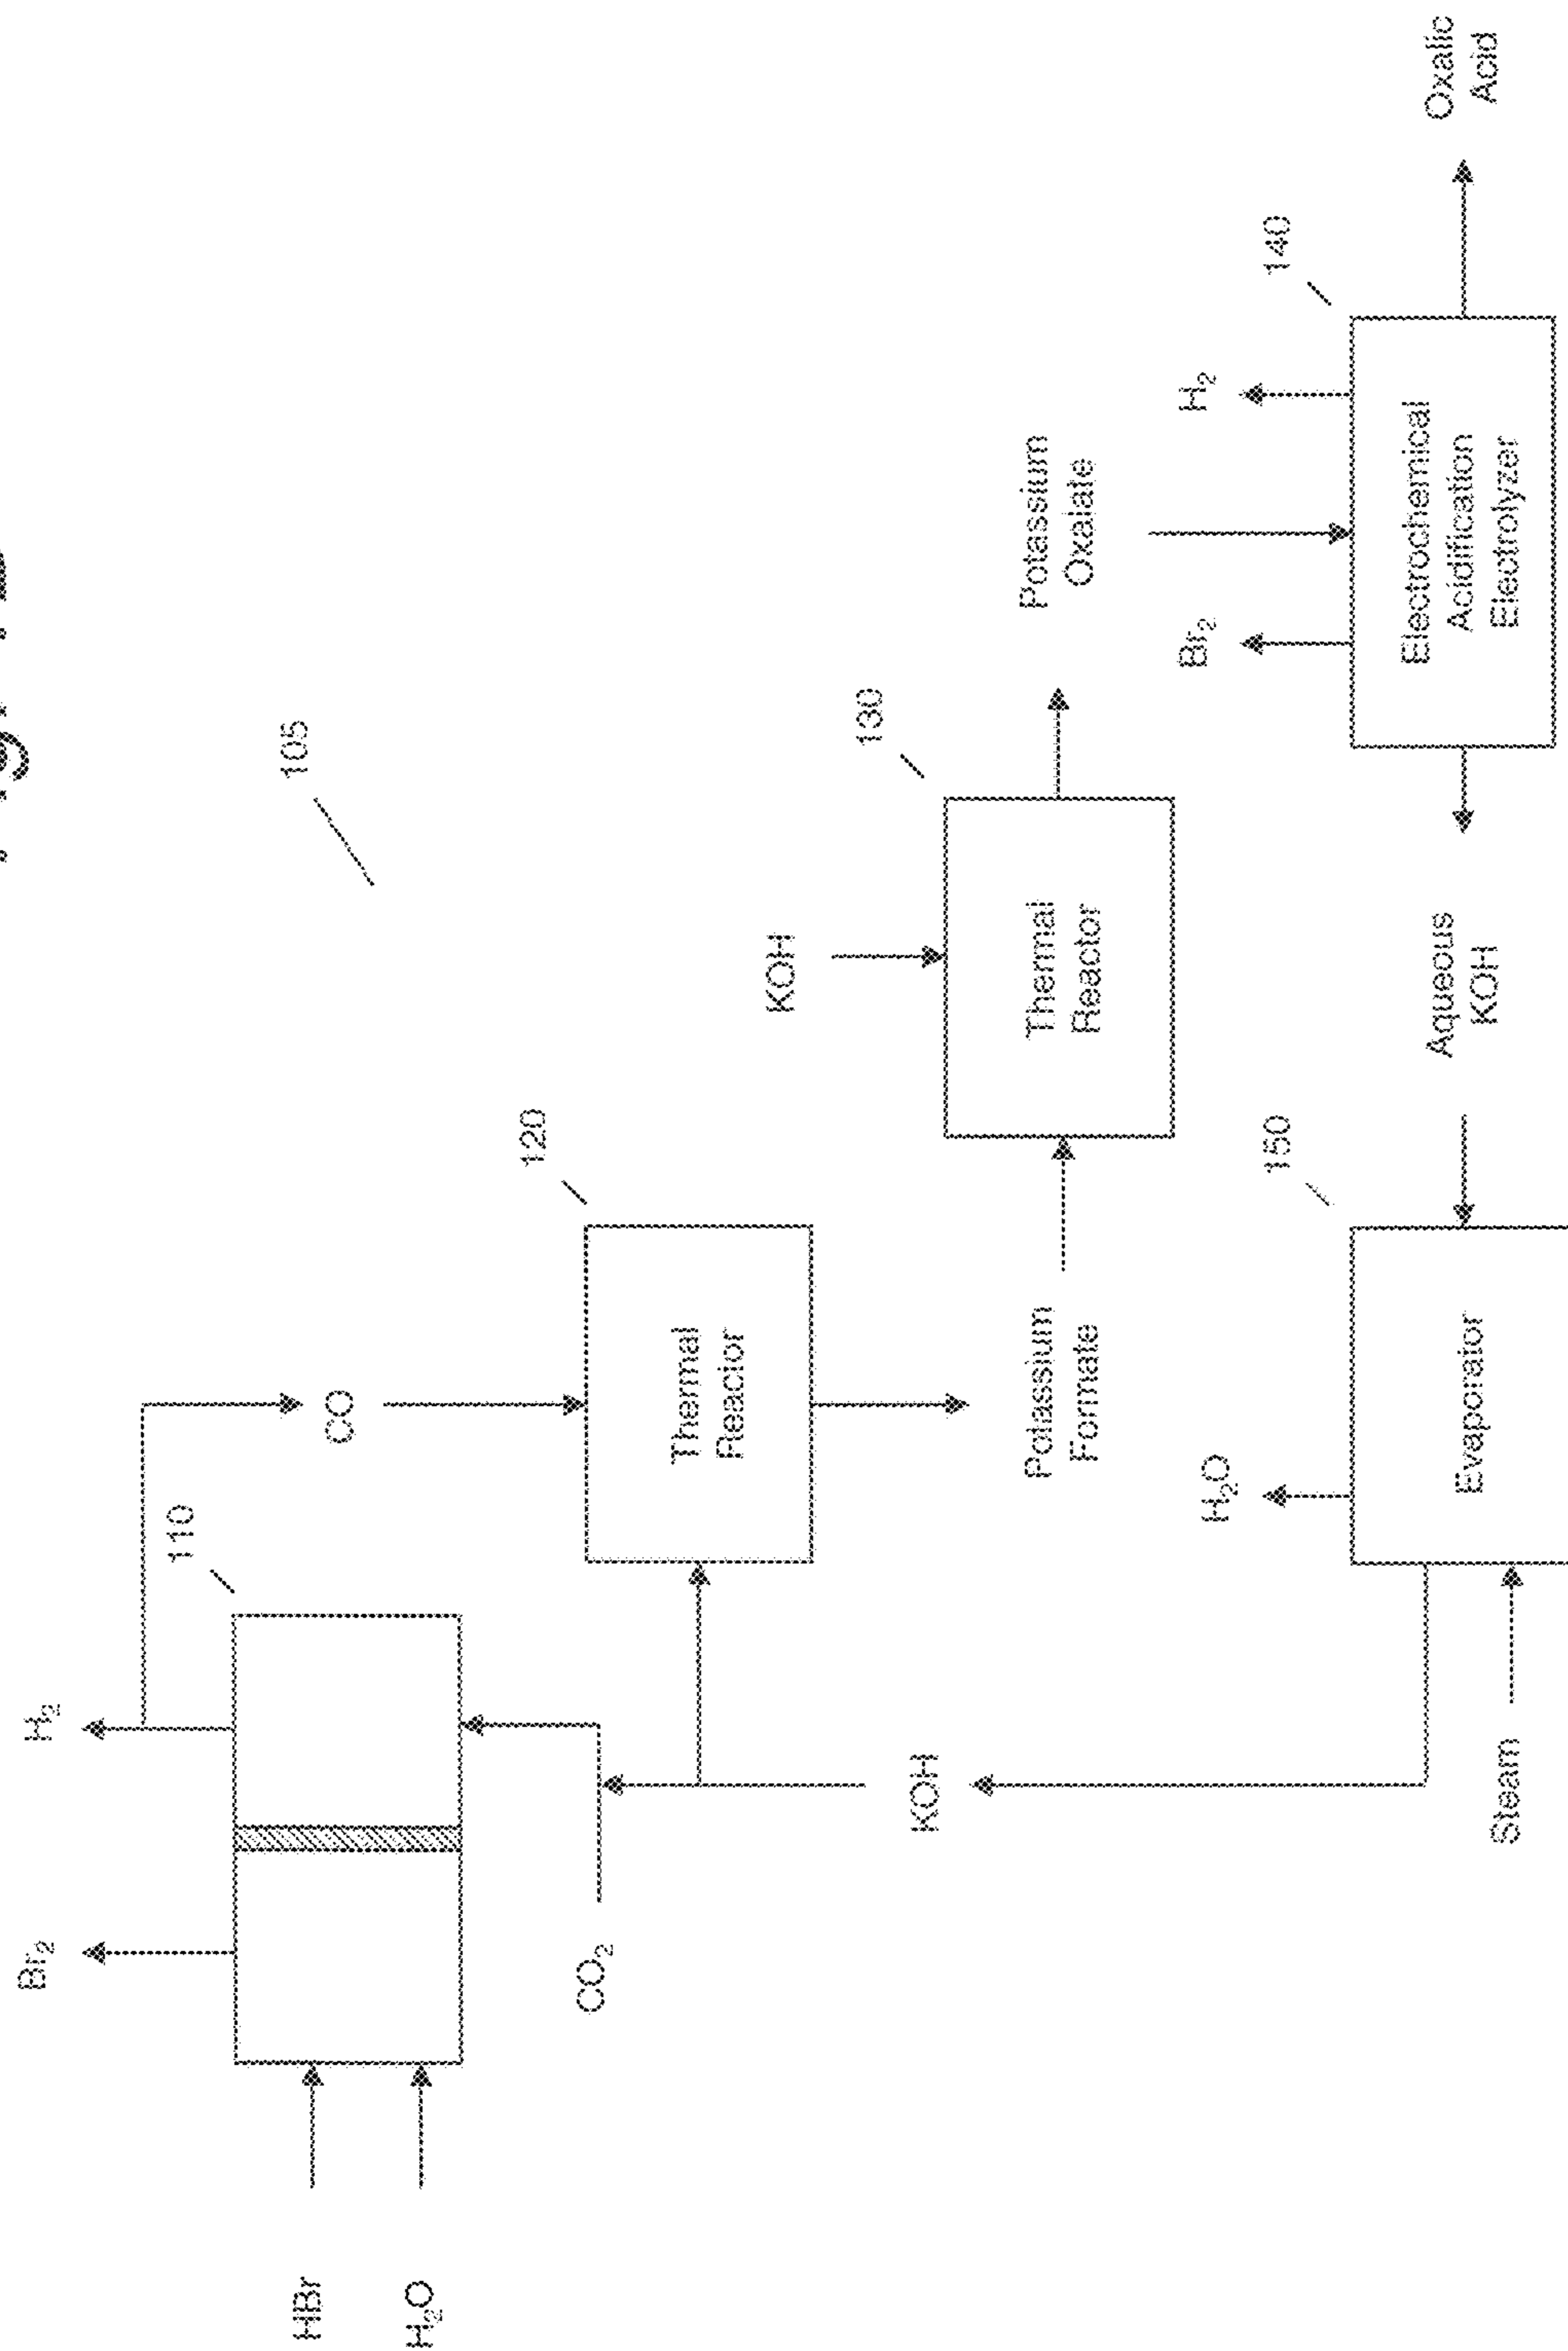 Br₂
H₂
110
105
HBr
CO
H₂O
120
CO₂
Thermal
Reactor
KOH
KOH
130
Potassium
Formate
Thermal
Reactor
Potassium
Oxalate
Br₂
H₂
H₂O
150
140
Steam
Evaporator
Aqueous
KOH
Electrochemical
Acidification
Electrolyzer
Oxalic
Acid